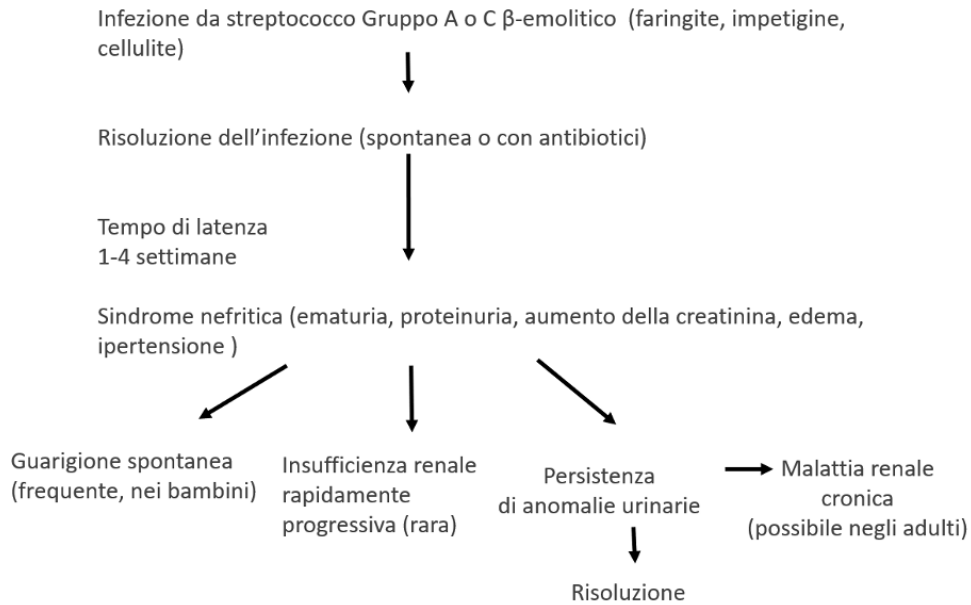 Infezione da streptococco Gruppo A o C β-emolitico (faringite, impetigine,
cellulite)
Risoluzione dell'infezione (spontanea o con antibiotici)
Tempo di latenza
1-4 settimane
Sindrome nefritica (ematuria, proteinuria, aumento della creatinina, edema,
ipertensione )
Guarigione spontanea
(frequente, nei bambini)
Insufficienza renale
rapidamente
progressiva (rara)
Persistenza
di anomalie urinarie
Malattia renale
cronica
(possibile negli adulti)
Risoluzione